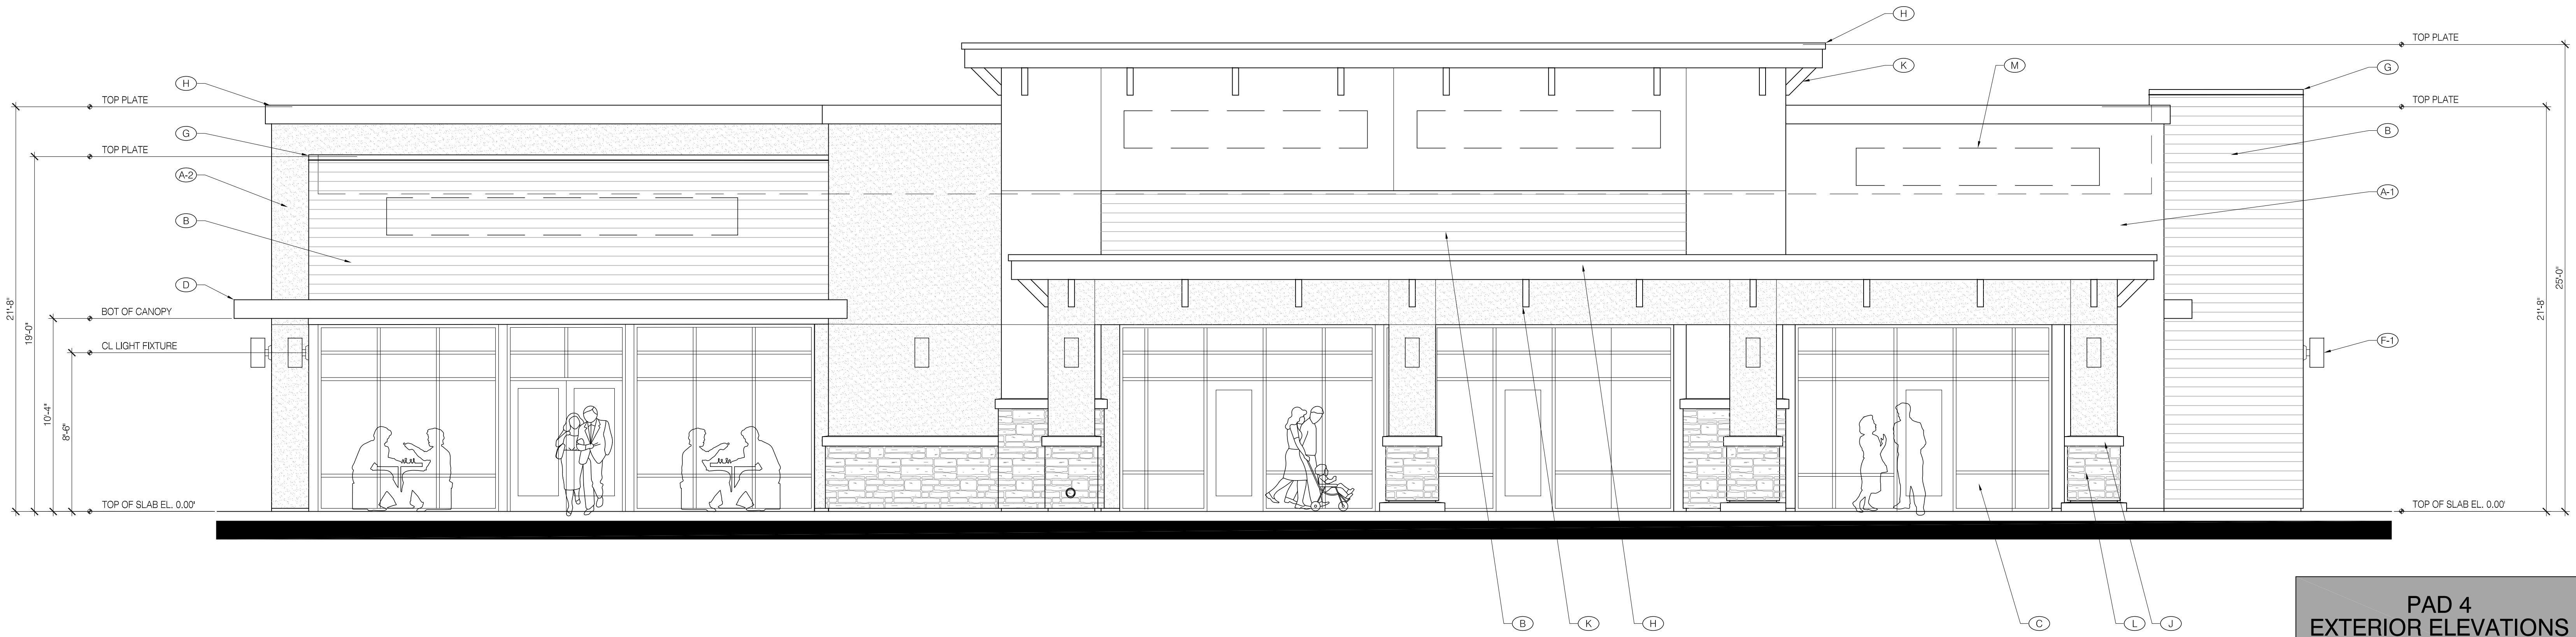 H
TOP PLATE
K
M
G
H
TOP PLATE
TOP PLATE
G
B
TOP PLATE
A-2
A-1
B
D
21'-8"
19'-0"
BOT OF CANOPY
25'-0"
21'-8"
CL LIGHT FIXTURE
F-1
10'-4"
8'-6"
TOP OF SLAB EL. 0.00'
TOP OF SLAB EL. 0.00'
B
K
H
C
L
J
PAD 4
EXTERIOR ELEVATIONS